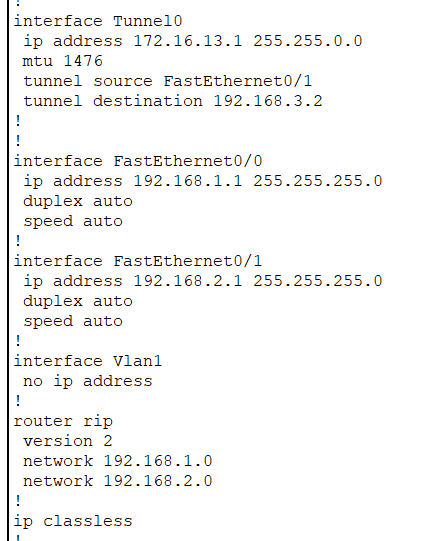 !
interface Tunnel0
 ip address 172.16.13.1 255.255.0.0
 mtu 1476
 tunnel source FastEthernet0/1
 tunnel destination 192.168.3.2
!
!
interface FastEthernet0/0
 ip address 192.168.1.1 255.255.255.0
 duplex auto
 speed auto
!
interface FastEthernet0/1
 ip address 192.168.2.1 255.255.255.0
 duplex auto
 speed auto
!
interface Vlan1
 no ip address
!
router rip
 version 2
 network 192.168.1.0
 network 192.168.2.0
!
ip classless
!